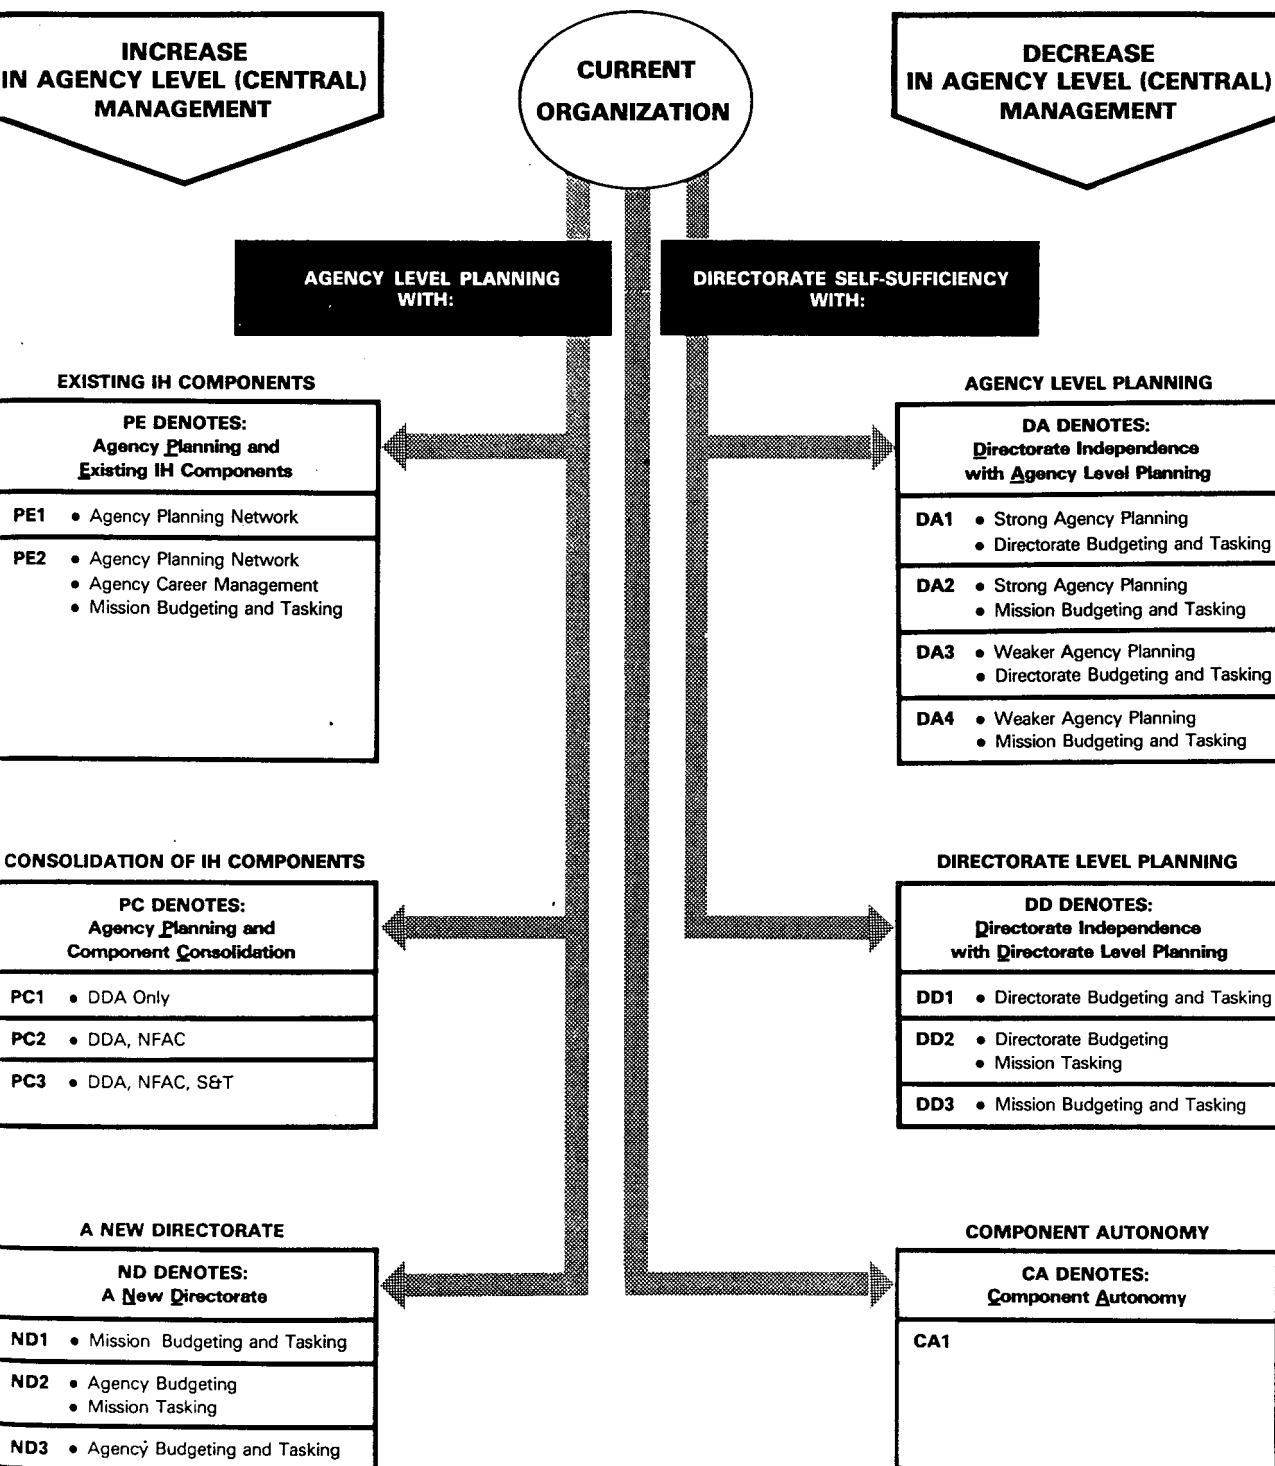 INCREASE
IN AGENCY LEVEL (CENTRAL)
MANAGEMENT
CURRENT
ORGANIZATION
DECREASE
IN AGENCY LEVEL (CENTRAL)
MANAGEMENT
AGENCY LEVEL PLANNING
WITH:
DIRECTORATE SELF-SUFFICIENCY
WITH:
EXISTING IH COMPONENTS
PE DENOTES:
Agency Planning and
Existing IH Components
PE1 • Agency Planning Network
PE2 • Agency Planning Network
• Agency Career Management
• Mission Budgeting and Tasking
AGENCY LEVEL PLANNING
DA DENOTES:
Directorate Independence
with Agency Level Planning
DA1 • Strong Agency Planning
• Directorate Budgeting and Tasking
DA2 • Strong Agency Planning
• Mission Budgeting and Tasking
DA3 • Weaker Agency Planning
• Directorate Budgeting and Tasking
DA4 • Weaker Agency Planning
• Mission Budgeting and Tasking
CONSOLIDATION OF IH COMPONENTS
PC DENOTES:
Agency Planning and
Component Consolidation
PC1 • DDA Only
PC2 • DDA, NFAC
PC3 • DDA, NFAC, S&T
DIRECTORATE LEVEL PLANNING
DD DENOTES:
Directorate Independence
with Directorate Level Planning
DD1 • Directorate Budgeting and Tasking
DD2 • Directorate Budgeting
• Mission Tasking
DD3 • Mission Budgeting and Tasking
A NEW DIRECTORATE
ND DENOTES:
A New Directorate
ND1 • Mission Budgeting and Tasking
ND2 • Agency Budgeting
• Mission Tasking
ND3 • Agency Budgeting and Tasking
COMPONENT AUTONOMY
CA DENOTES:
Component Autonomy
CA1